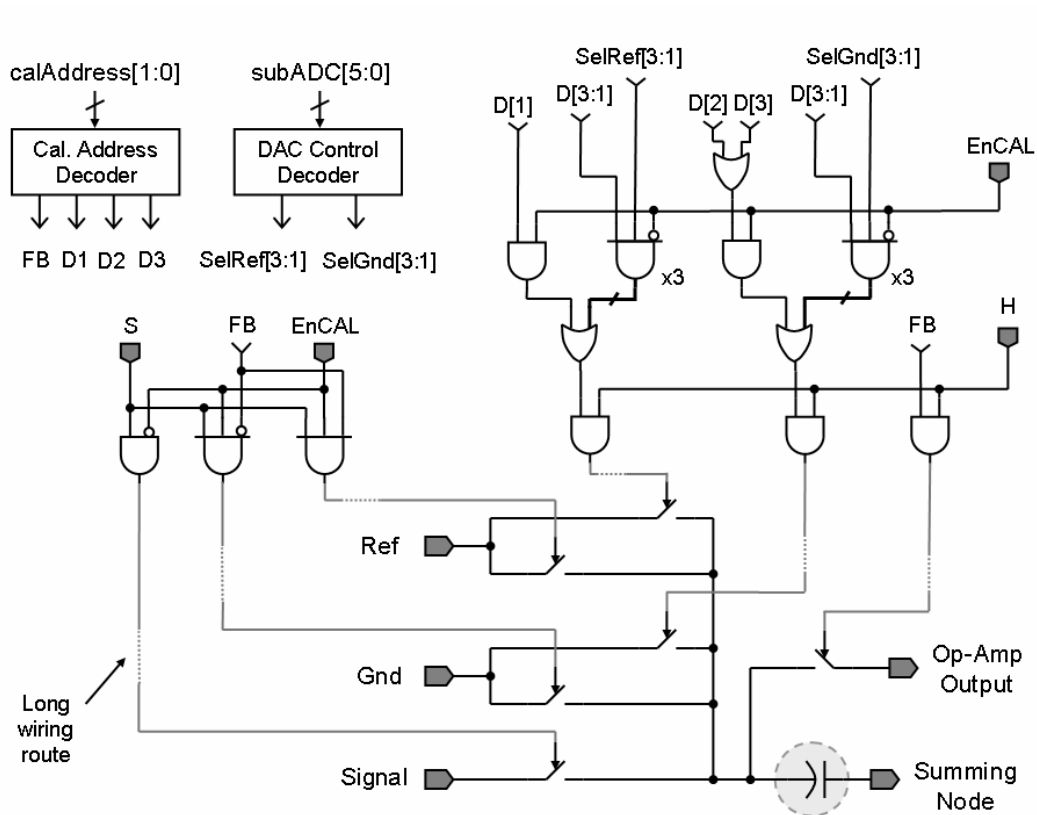 SelRef[3:1]
SelGnd[3:1]
calAddress[1:0]
subADC[5:0]
D[1]
D[3:1]
D[2]
D[3]
D[3:1]
EnCAL
Cal. Address
Decoder
DAC Control
Decoder
FB
D1
D2
D3
SelRef[3:1]
SelGnd[3:1]
x3
x3
S
FB
EnCAL
FB
H
Ref
Gnd
Op-Amp
Output
Long
wiring
route
Signal
Summing
Node